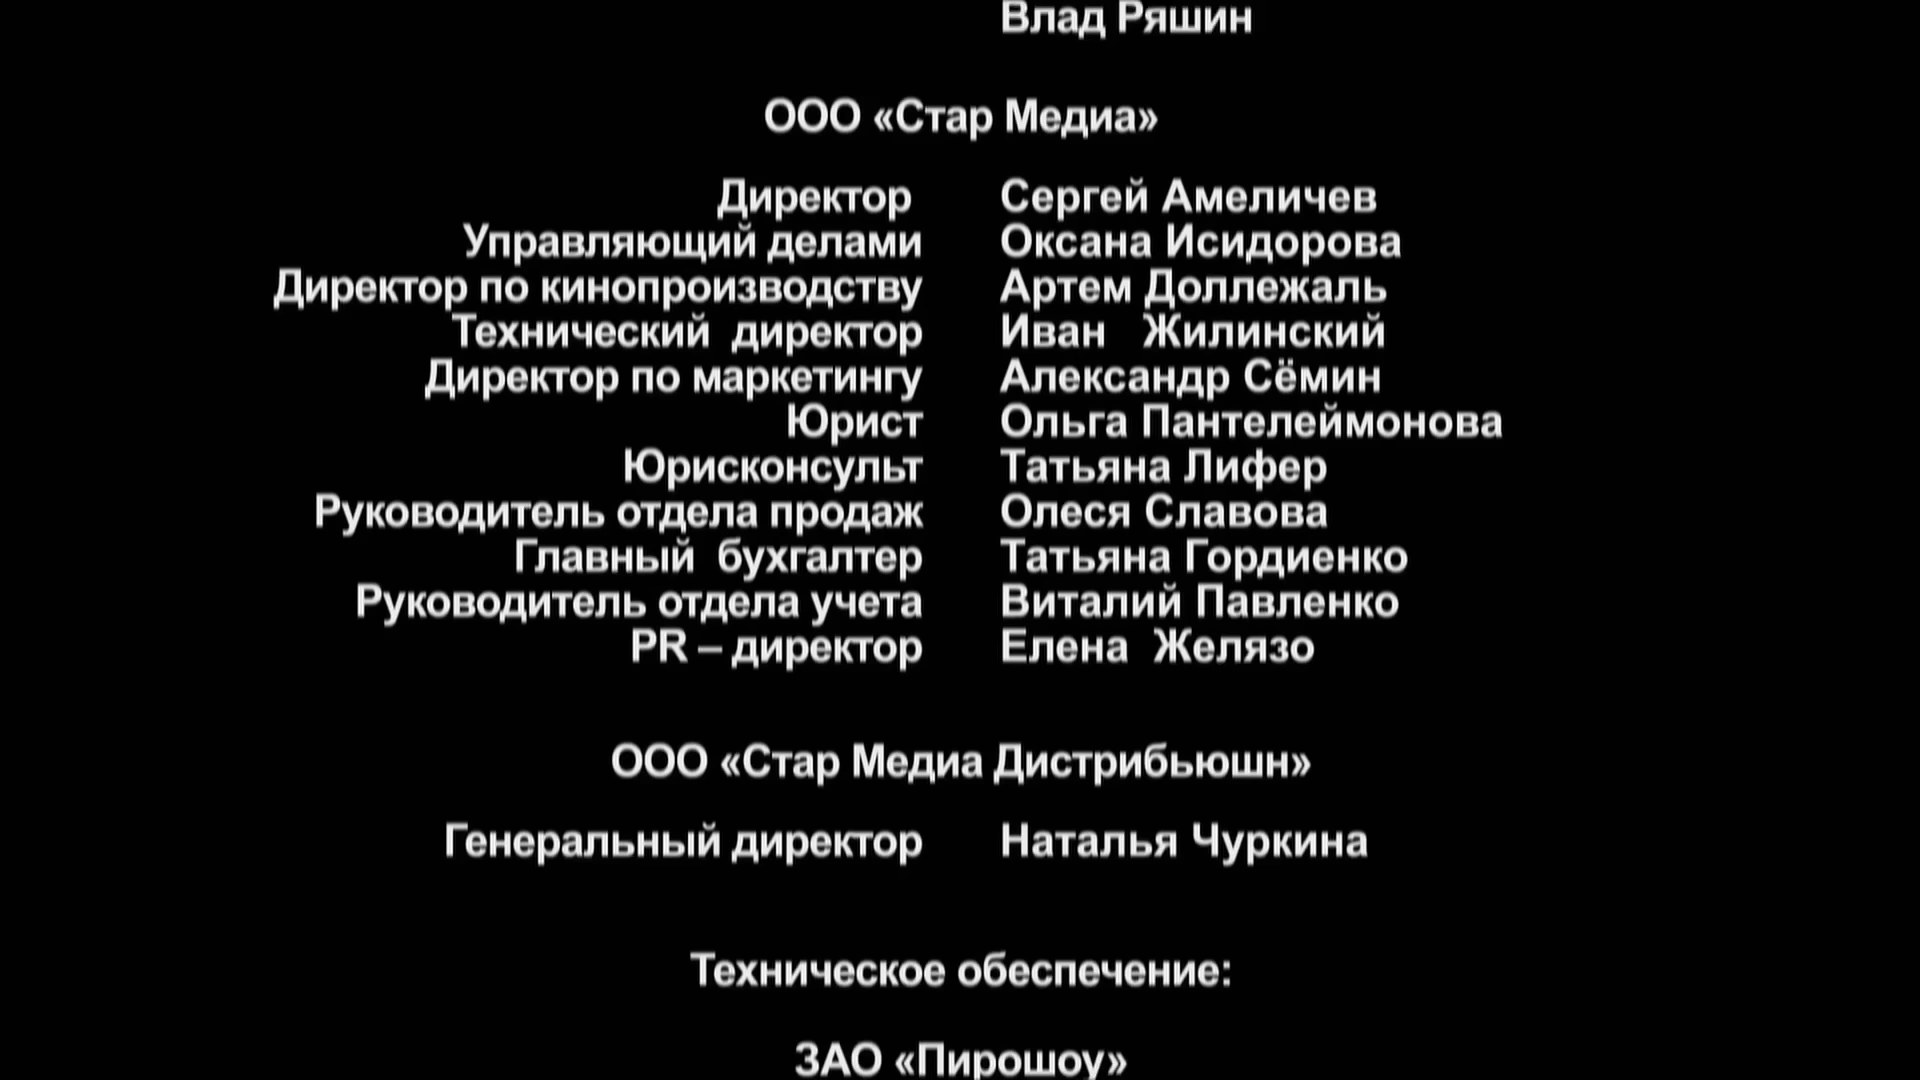 Влад Ряшин
ООО «Стар Медиа»
Директор Сергей Амеличев
Управляющий делами Оксана Исидорова
Директор по кинопроизводству Артем Доллежаль
Технический директор Иван Жилинский
Директор по маркетингу Александр Сёмин
Юрист Ольга Пантелеймонова
Юрисконсульт Татьяна Лифер
Руководитель отдела продаж Олеся Славова
Главный бухгалтер Татьяна Гордиенко
Руководитель отдела учета Виталий Павленко
PR – директор Елена Желязо
ООО «Стар Медиа Дистрибьюшн»
Генеральный директор Наталья Чуркина
Техническое обеспечение:
ЗАО «Пирошоу»